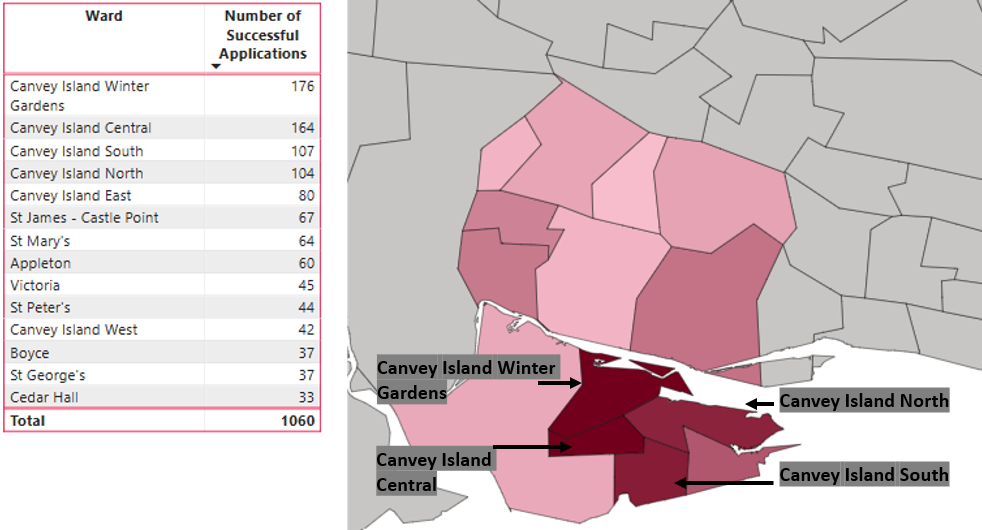 Ward Number of
Successful
Applications
Canvey Island Winter 176
Gardens
Canvey Island Central 164
Canvey Island South 107
Canvey Island North 104
Canvey Island East 80
St James - Castle Point 67
St Mary's 64
Appleton 60
Victoria 45
St Peter's 44
Canvey Island West 42
Boyce 37
St George's 37
Cedar Hall 33
Total 1060
Canvey Island Winter
Gardens
Canvey Island North
Canvey Island
Central
Canvey Island South